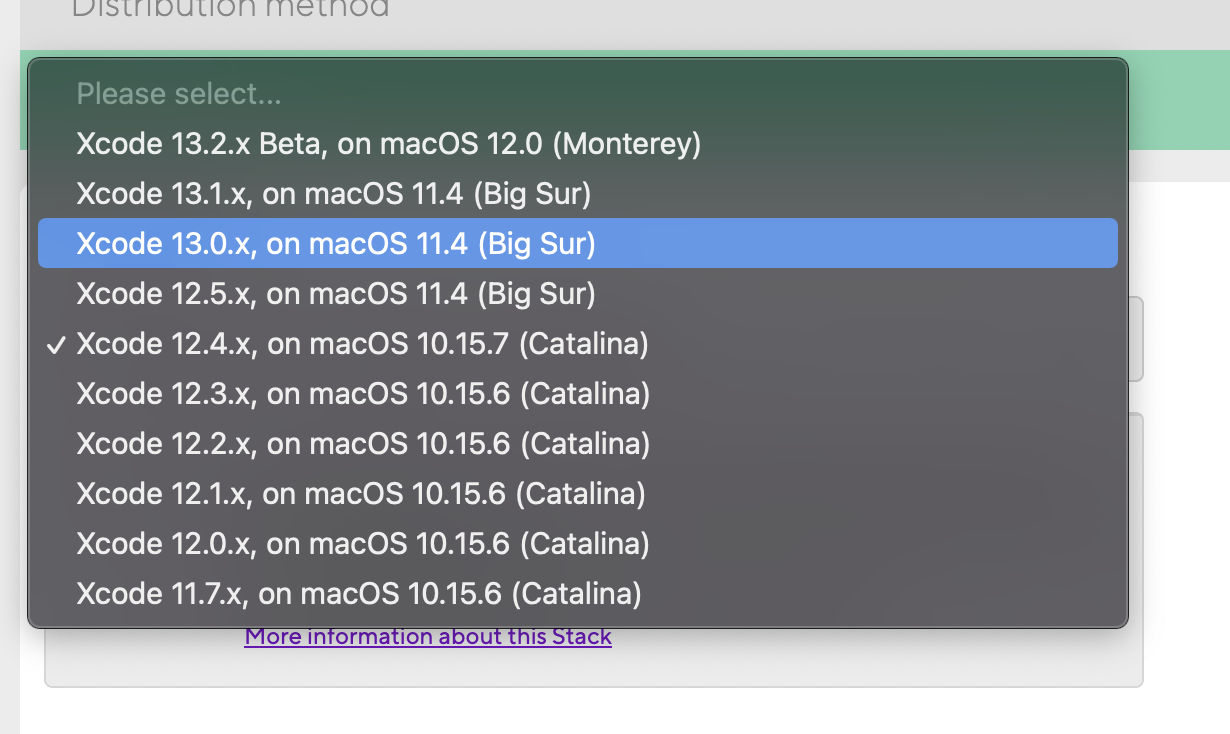 Distribution method
Please select...
Xcode 13.2.x Beta, on macOS 12.0 (Monterey)
Xcode 13.1.x, on macOS 11.4 (Big Sur)
Xcode 13.0.x, on macOS 11.4 (Big Sur)
Xcode 12.5.x, on macOS 11.4 (Big Sur)
✓ Xcode 12.4.x, on macOS 10.15.7 (Catalina)
Xcode 12.3.x, on macOS 10.15.6 (Catalina)
Xcode 12.2.x, on macOS 10.15.6 (Catalina)
Xcode 12.1.x, on macOS 10.15.6 (Catalina)
Xcode 12.0.x, on macOS 10.15.6 (Catalina)
Xcode 11.7.x, on macOS 10.15.6 (Catalina)
More information about this Stack